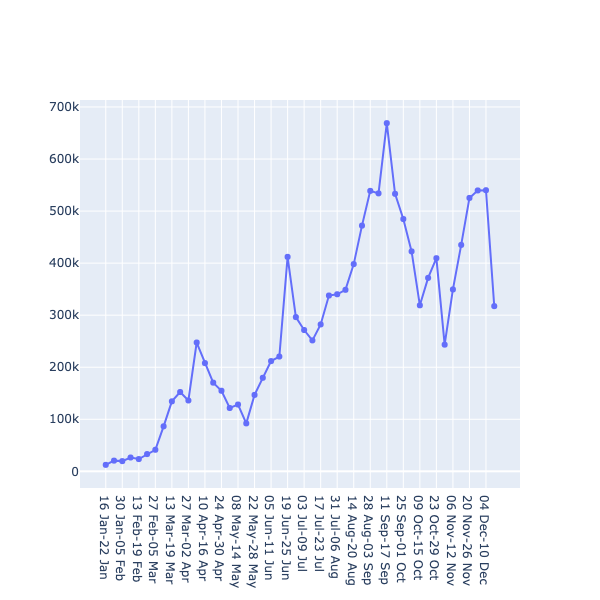 700k
600k
500k
400k
300k
200k
100k
0
16 Jan-22 Jan
30 Jan-05 Feb
13 Feb-19 Feb
27 Feb-05 Mar
13 Mar-19 Mar
27 Mar-02 Apr
10 Apr-16 Apr
24 Apr-30 Apr
08 May-14 May
22 May-28 May
05 Jun-11 Jun
19 Jun-25 Jun
03 Jul-09 Jul
17 Jul-23 Jul
31 Jul-06 Aug
14 Aug-20 Aug
28 Aug-03 Sep
11 Sep-17 Sep
25 Sep-01 Oct
09 Oct-15 Oct
23 Oct-29 Oct
06 Nov-12 Nov
20 Nov-26 Nov
04 Dec-10 Dec